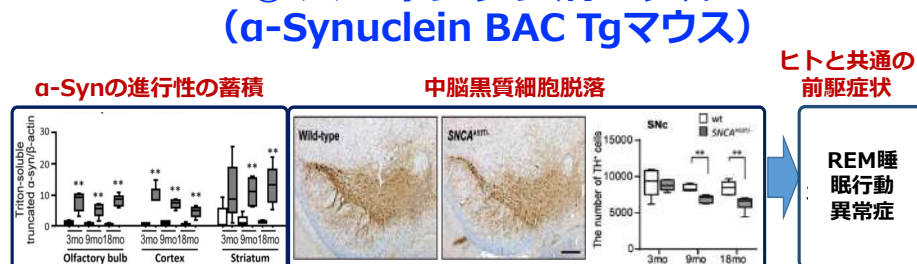 （α-Synuclein BAC Tgマウス）
α-Synの進行性の蓄積
中脳黒質細胞脱落
ヒトと共通の
前駆症状
Triton-soluble
truncated α-syn/β-actin
30
20
10
0
** ** ** ** ** ** ** **
3mo 9mo 18mo 3mo 9mo 18mo 3mo 9mo 18mo
Olfactory bulb Cortex Striatum
Wild-type
SNCA
SNc
wt
The number of TH⁺ cells
15000
10000
5000
0
** **
3mo 9mo 18mo
REM睡
眠行動
異常症